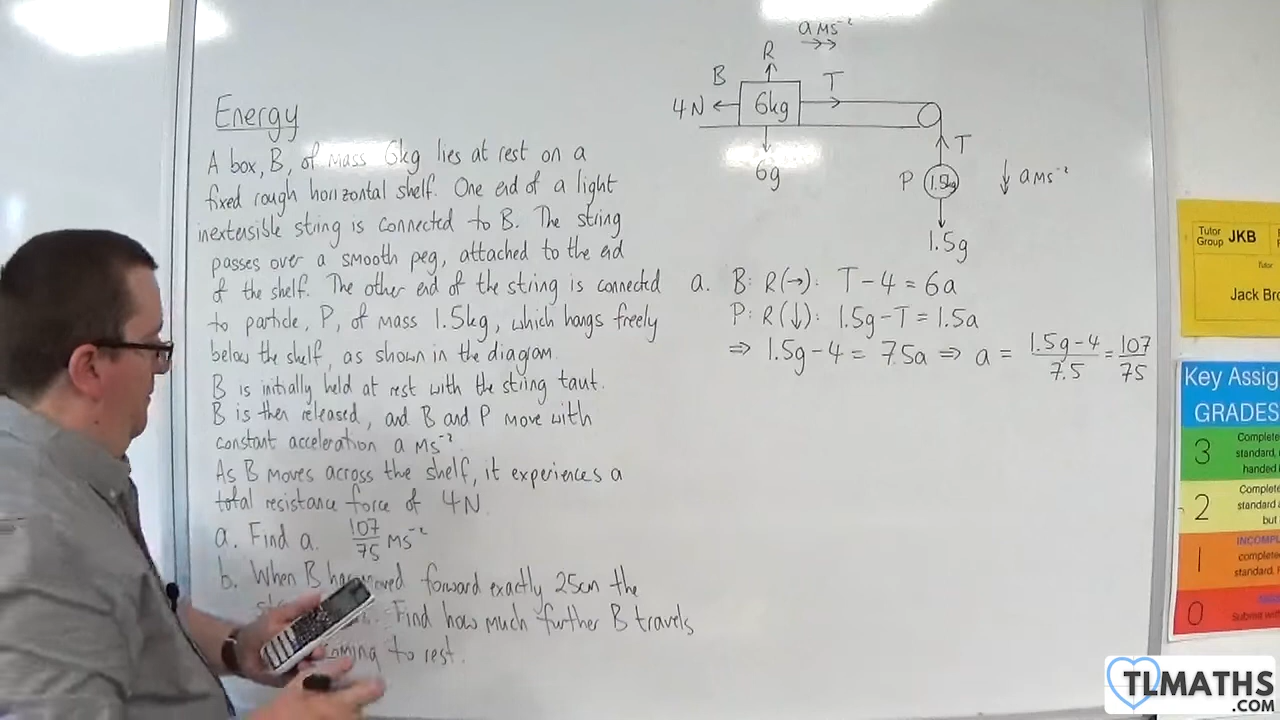 Energy
A box, B, of mass 6kg lies at rest on a
fixed rough horizontal shelf. One end of a light
inextensible string is connected to B. The string
passes over a smooth peg, attached to the end
of the shelf. The other end of the string is connected
to particle, P, of mass 1.5kg, which hangs freely
below the shelf, as shown in the diagram.
B is initially held at rest with the string taut.
B is then released, and B and P move with
constant acceleration a ms⁻².
As B moves across the shelf, it experiences a
total resistance force of 4N.
a. Find a. 107/75 ms⁻²
b. When B has moved forward exactly 25cm the
Find how much further B travels
coming to rest.
a ms⁻²
R
B
T
4N
6kg
6g
T
P
1.5kg
a ms⁻²
1.5g
a. B: R(→): T - 4 = 6a
P: R(↓): 1.5g - T = 1.5a
⇒ 1.5g - 4 = 7.5a ⇒ a = (1.5g - 4)/7.5 = 107/75
Tutor
Group JKB
Tutor
Jack Bro
Key Assig
GRADES
3
Complete
standard,
handed
2
Complete
standard
but
1
INCOMPL
complete
standard,
0
Submit
TLMATHS
.COM